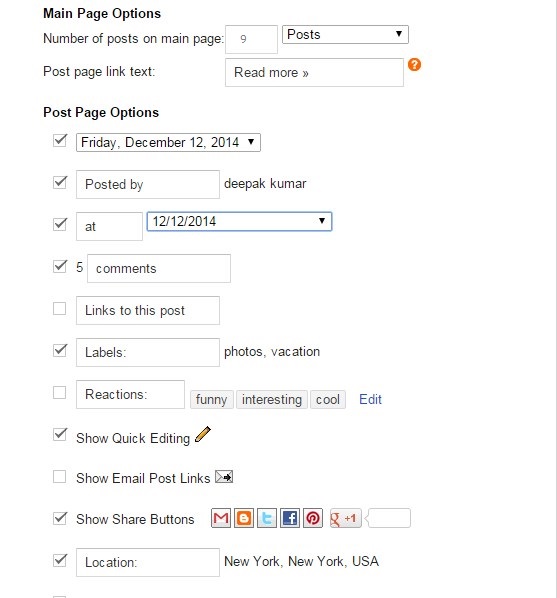 Main Page Options
Number of posts on main page: 9 Posts
Post page link text: Read more » ?
Post Page Options
Friday, December 12, 2014
Posted by deepak kumar
at 12/12/2014
5 comments
Links to this post
Labels: photos, vacation
Reactions: funny interesting cool Edit
Show Quick Editing
Show Email Post Links
Show Share Buttons +1
Location: New York, New York, USA